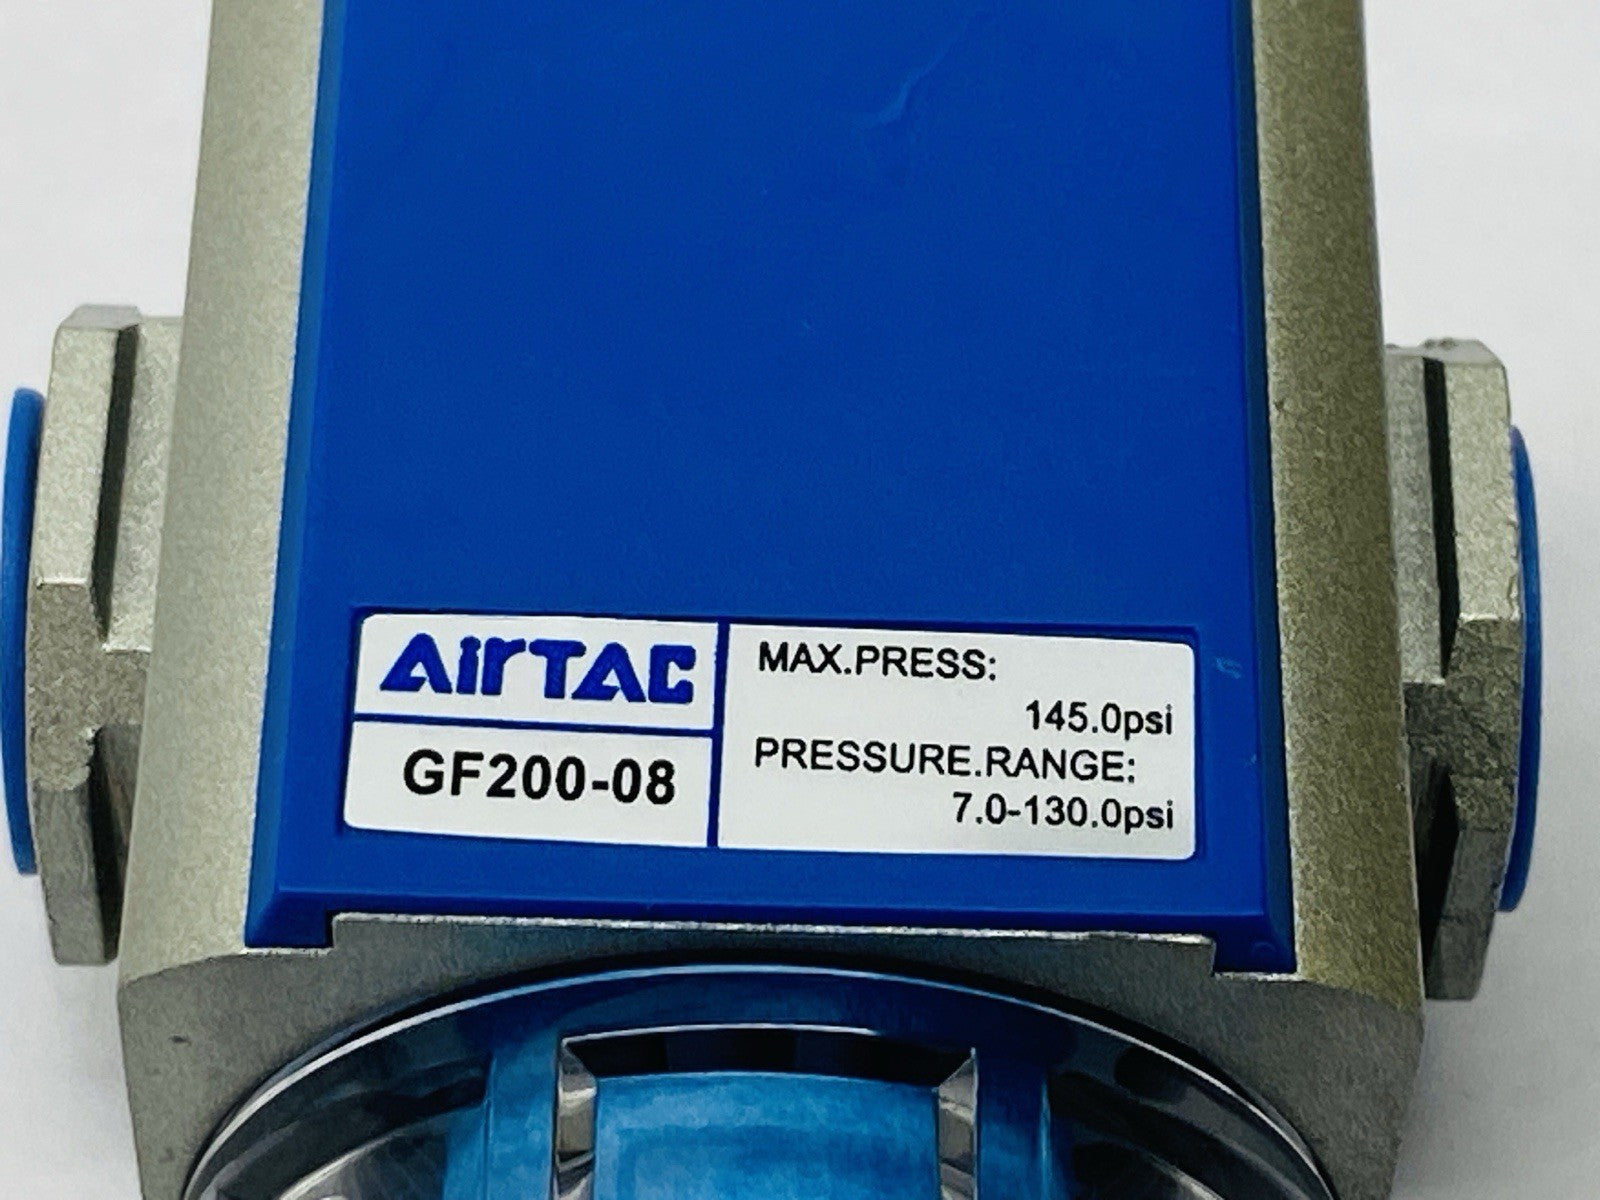 AirTAC
GF200-08
MAX.PRESS:
145.0psi
PRESSURE.RANGE:
7.0-130.0psi